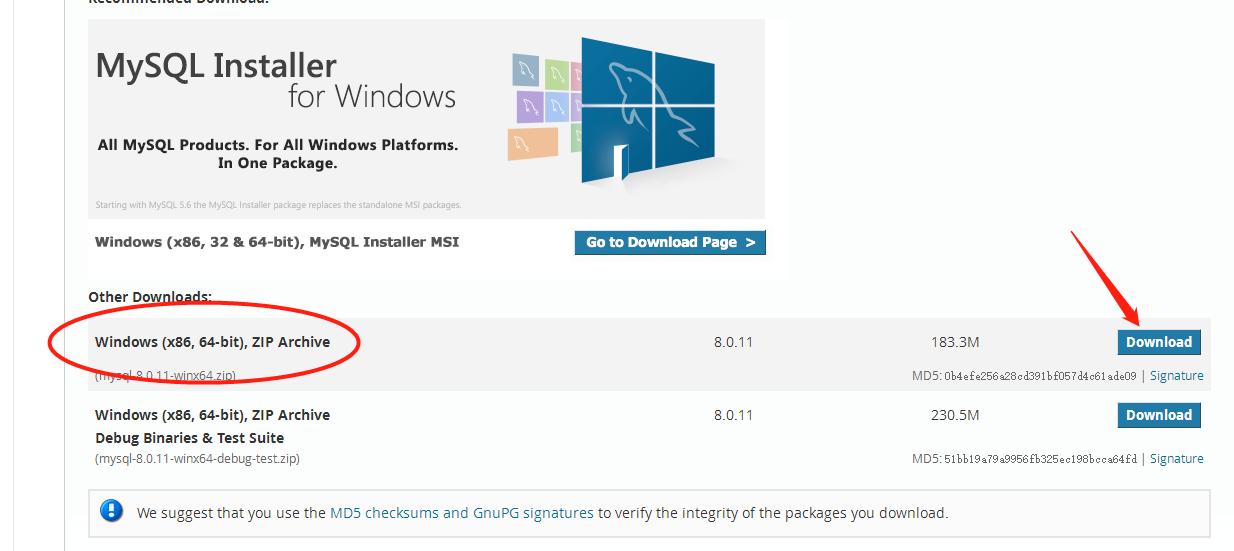 Recommended Download:
MySQL Installer
for Windows
All MySQL Products. For All Windows Platforms.
In One Package.
Starting with MySQL 5.6 the MySQL Installer package replaces the standalone MSI packages.
Windows (x86, 32 & 64-bit), MySQL Installer MSI
Go to Download Page >
Other Downloads:
Windows (x86, 64-bit), ZIP Archive 8.0.11 183.3M Download
(mysql-8.0.11-winx64.zip) MD5: 0b4efe256a28cd391bf057d4c61ade09 | Signature
Windows (x86, 64-bit), ZIP Archive 8.0.11 230.5M Download
Debug Binaries & Test Suite
(mysql-8.0.11-winx64-debug-test.zip) MD5: 51bb19a79a9956fb325ec198bcca64fd | Signature
We suggest that you use the MD5 checksums and GnuPG signatures to verify the integrity of the packages you download.